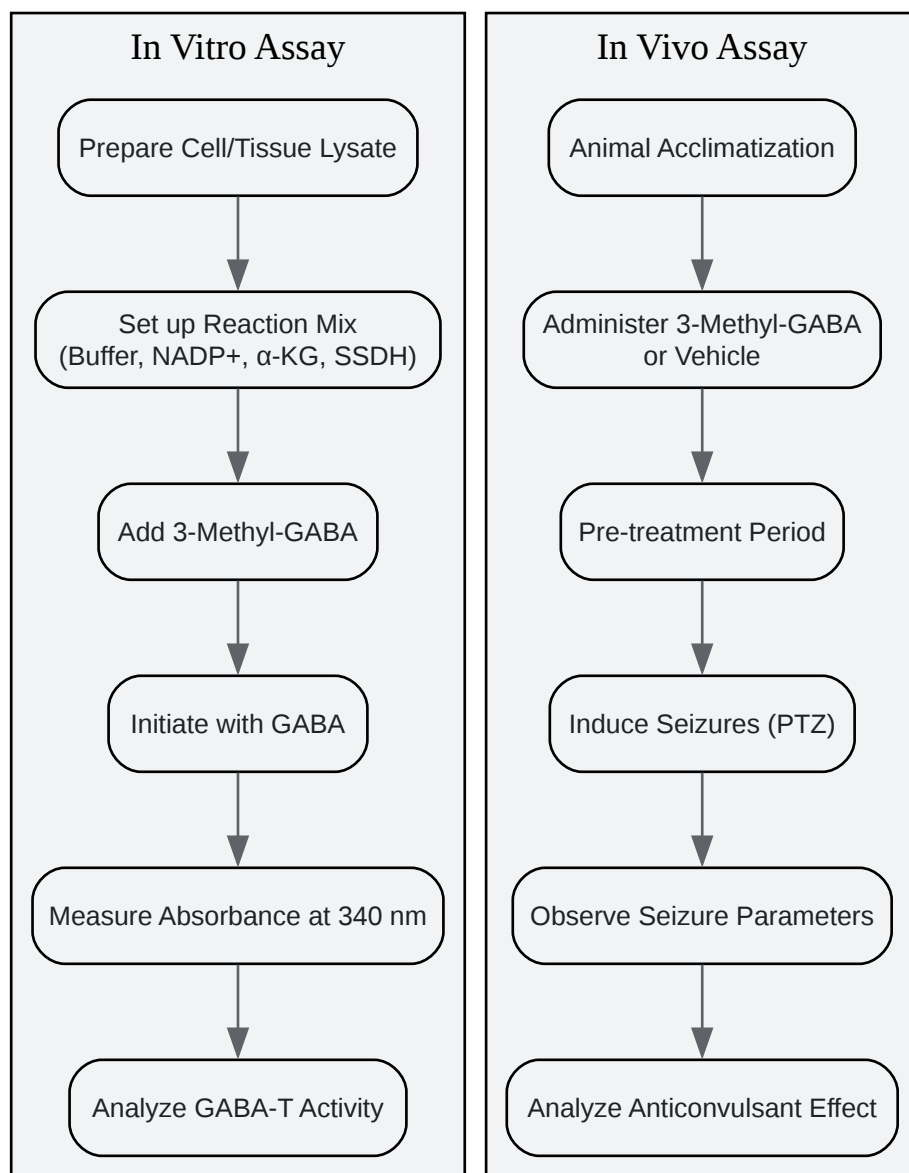 In Vitro Assay
Prepare Cell/Tissue Lysate
Set up Reaction Mix
(Buffer, NADP+, α-KG, SSDH)
Add 3-Methyl-GABA
Initiate with GABA
Measure Absorbance at 340 nm
Analyze GABA-T Activity
In Vivo Assay
Animal Acclimatization
Administer 3-Methyl-GABA
or Vehicle
Pre-treatment Period
Induce Seizures (PTZ)
Observe Seizure Parameters
Analyze Anticonvulsant Effect